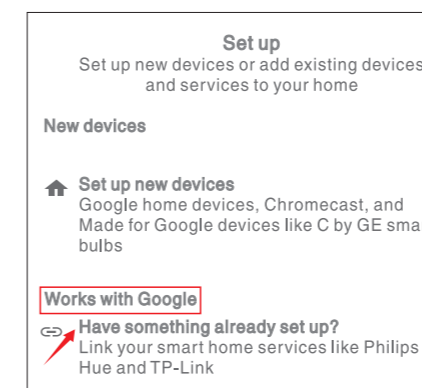 Set up
Set up new devices or add existing devices
and services to your home
New devices
Set up new devices
Google home devices, Chromecast, and
Made for Google devices like C by GE sma
bulbs
Works with Google
Have something already set up?
Link your smart home services like Philips
Hue and TP-Link